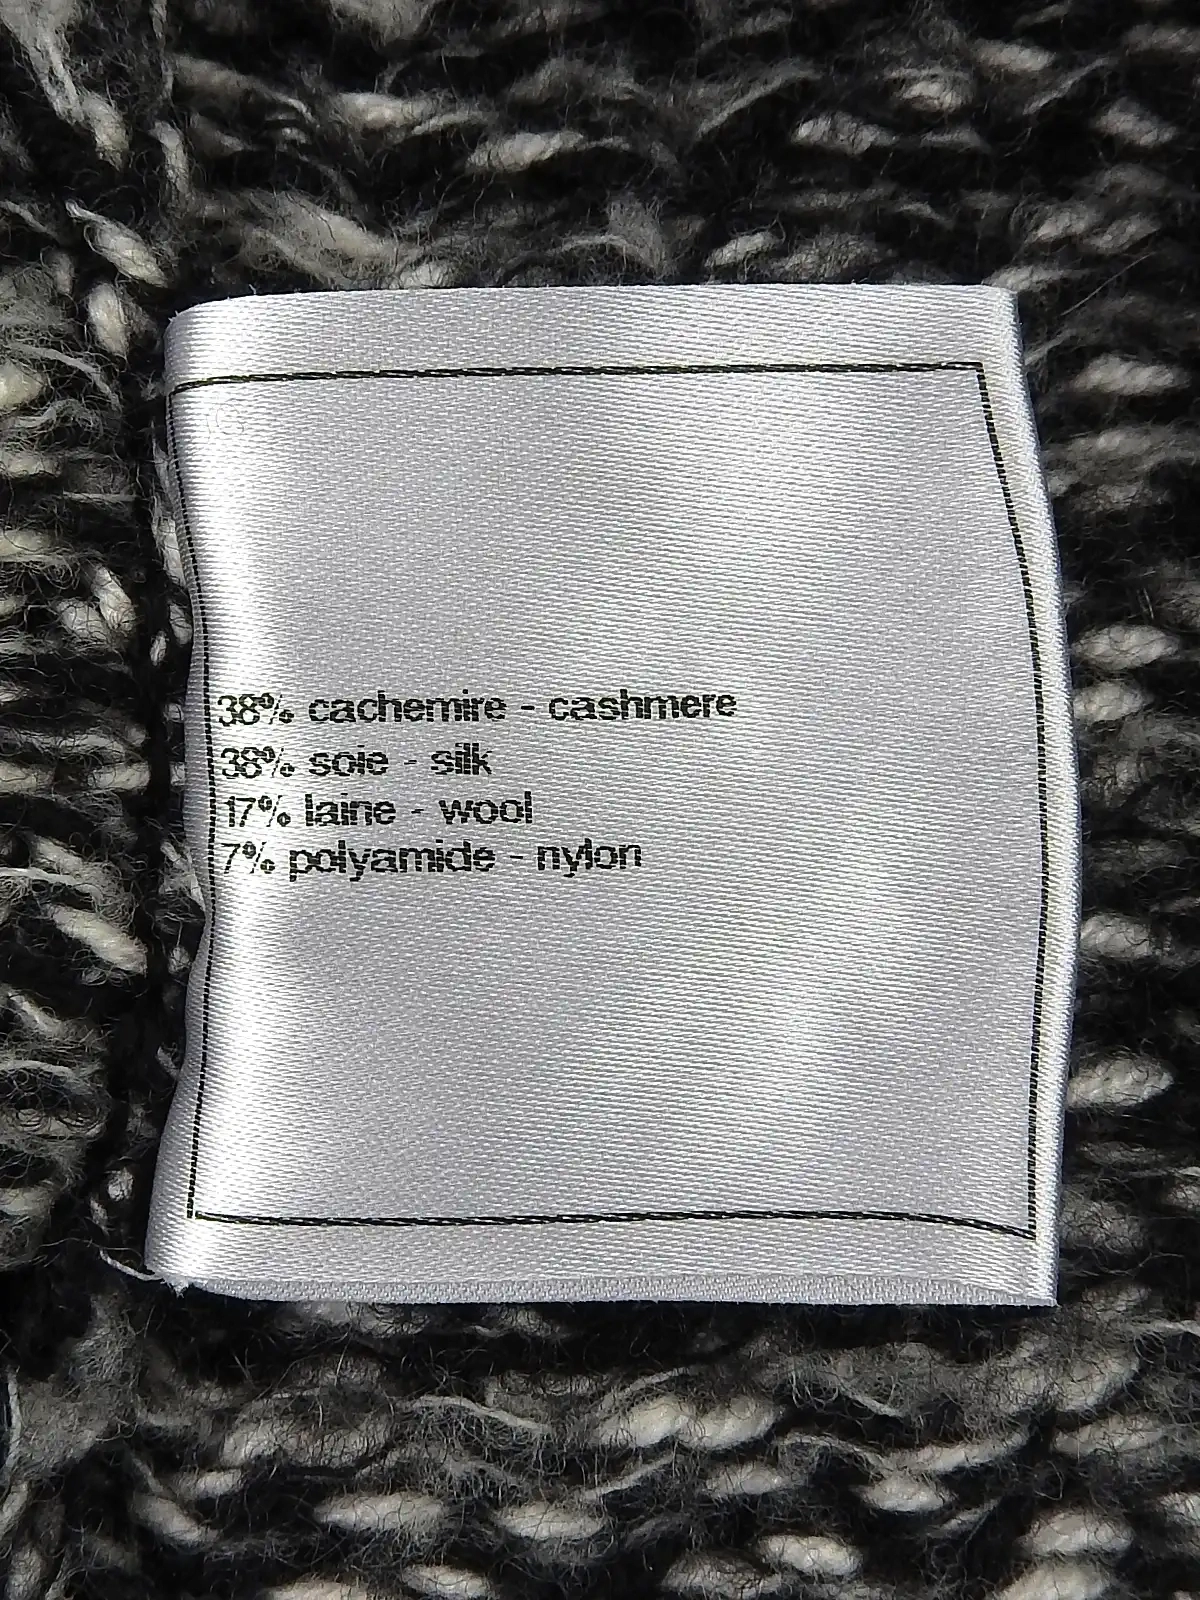 38% cachemire - cashmere
38% soie - silk
17% laine - wool
7% polyamide - nylon